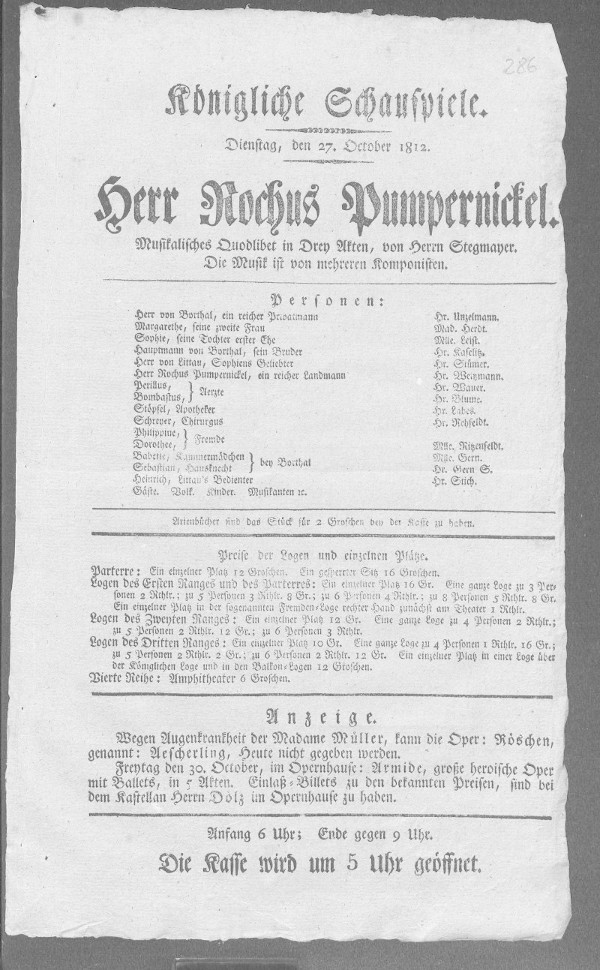 286
Königliche Schauspiele.
Dienstag, den 27. October 1812.
Herr Rochus Pumpernickel.
Musikalisches Quodlibet in Drey Akten, von Herrn Stegmayer.
Die Musik ist von mehreren Komponisten.
Personen:
Herr von Borthal, ein reicher Privatmann Hr. Unzelmann.
Margarethe, seine zweite Frau Mad. Herdt.
Sophie, seine Tochter erster Ehe Mlle. Leist.
Hauptmann von Borthal, sein Bruder Hr. Kaselitz.
Herr von Littau, Sophiens Geliebter Hr. Stümer.
Herr Rochus Pumpernickel, ein reicher Landmann Hr. Weitzmann.
Perillus, } Aerzte Hr. Wauer.
Bombastus, Hr. Blume.
Stößel, Apotheker Hr. Labes.
Schreyer, Chirurgus Hr. Rehfeldt.
Philippine, } Fremde
Dorothee, Mlle. Ritzenfeldt.
Babette, Kammermädchen } bey Borthal Mlle. Gern.
Sebastian, Hausknecht Hr. Gern S.
Heinrich, Littau's Bedienter Hr. Stich.
Gäste. Volk. Kinder. Musikanten ꝛc.
Arienbücher sind das Stück für 2 Groschen bey der Kasse zu haben.
Preise der Logen und einzelnen Plätze.
Parterre: Ein einzelner Platz 12 Groschen. Ein gesperrter Sitz 16 Groschen.
Logen des Ersten Ranges und des Parterres: Ein einzelner Platz 16 Gr. Eine ganze Loge zu 3 Per-
sonen 2 Rthlr.; zu 5 Personen 3 Rthlr. 8 Gr.; zu 6 Personen 4 Rthlr.; zu 8 Personen 5 Rthlr. 8 Gr.
Ein einzelner Platz in der sogenannten Fremden-Loge rechter Hand zunächst am Theater 1 Rthlr.
Logen des Zweyten Ranges: Ein einzelner Platz 12 Gr. Eine ganze Loge zu 4 Personen 2 Rthlr.;
zu 5 Personen 2 Rthlr. 12 Gr.; zu 6 Personen 3 Rthlr.
Logen des Dritten Ranges: Ein einzelner Platz 10 Gr. Eine ganze Loge zu 4 Personen 1 Rthlr. 16 Gr.;
zu 5 Personen 2 Rthlr. 2 Gr.; zu 6 Personen 2 Rthlr. 12 Gr. Ein einzelner Platz in einer Loge über
der Königlichen Loge und in den Balkon-Logen 12 Groschen.
Vierte Reihe: Amphitheater 6 Groschen.
Anzeige.
Wegen Augenkrankheit der Madame Müller, kann die Oper: Röschen,
genannt: Aescherling, Heute nicht gegeben werden.
Freytag den 30. October, im Opernhause: Armide, große heroische Oper
mit Ballets, in 5 Akten. Einlaß-Billets zu den bekannten Preisen, sind bei
dem Kastellan Herrn Dölz im Opernhause zu haben.
Anfang 6 Uhr; Ende gegen 9 Uhr.
Die Kasse wird um 5 Uhr geöffnet.